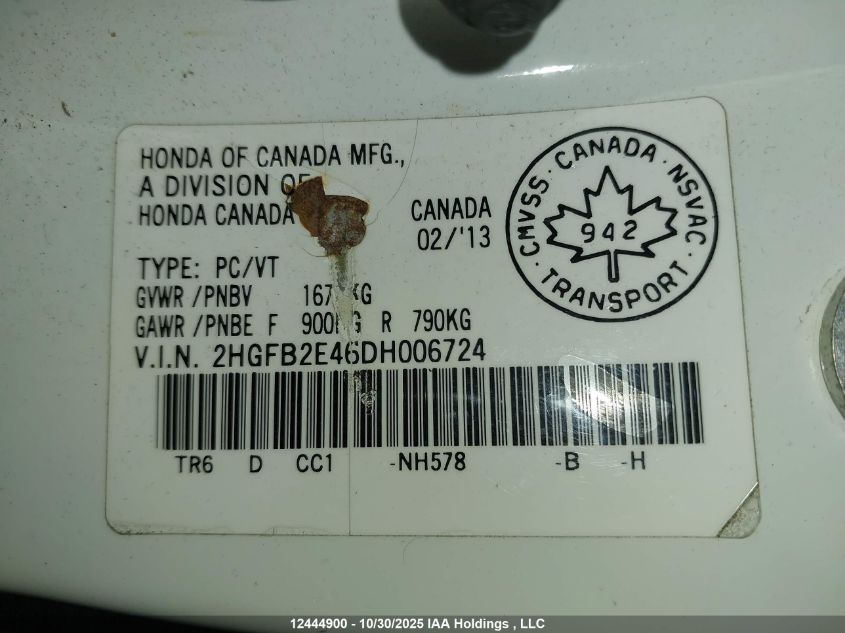 HONDA OF CANADA MFG.,
A DIVISION OF
HONDA CANADA
CANADA
02/'13
TYPE: PC/VT
GVWR /PNBV
GAWR /PNBE F 900KG R 790KG
V.I.N. 2HGFB2E46DH006724
TR6 D CC1 -NH578 -B -H
· CMVSS · CANADA · NSVAC · TRANSPORT
942
12444900 - 10/30/2025 IAA Holdings , LLC